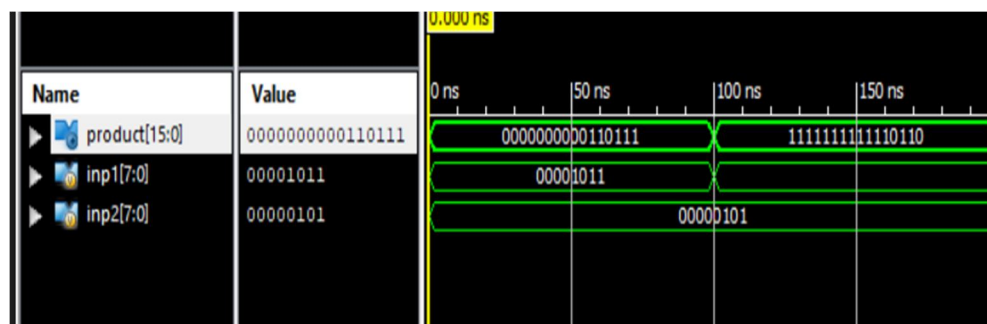 0.000 ns
Name Value 0 ns 50 ns 100 ns 150 ns
product[15:0] 0000000000110111 0000000000110111 1111111111110110
inp1[7:0] 00001011 00001011
inp2[7:0] 00000101 00000101